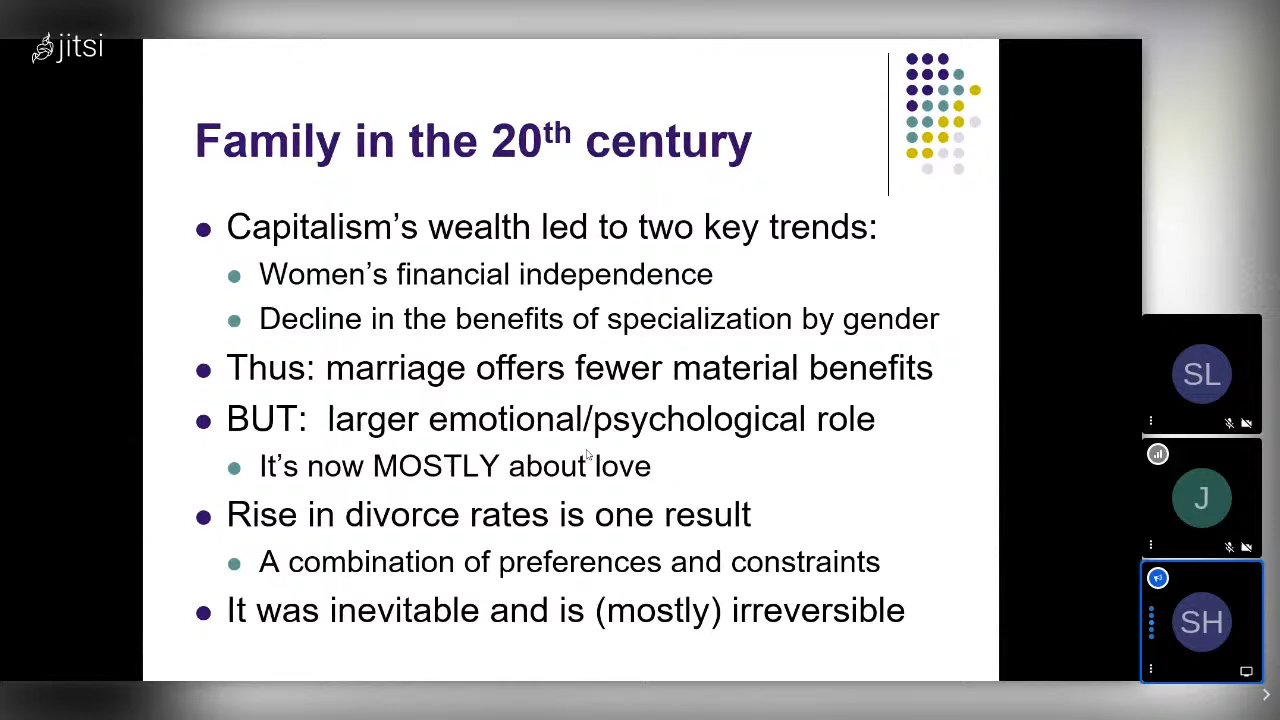 jitsi
Family in the 20th century
Capitalism’s wealth led to two key trends:
Women’s financial independence
Decline in the benefits of specialization by gender
Thus: marriage offers fewer material benefits
BUT:  larger emotional/psychological role
It’s now MOSTLY about love
Rise in divorce rates is one result
A combination of preferences and constraints
It was inevitable and is (mostly) irreversible
SL
J
SH